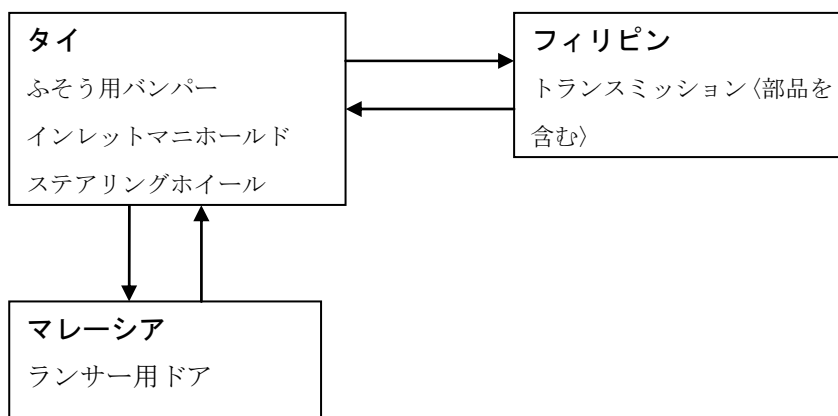 タイ
ふそう用バンパー
インレットマニホールド
ステアリングホイール
フィリピン
トランスミッション〈部品を
含む〉
マレーシア
ランサー用ドア